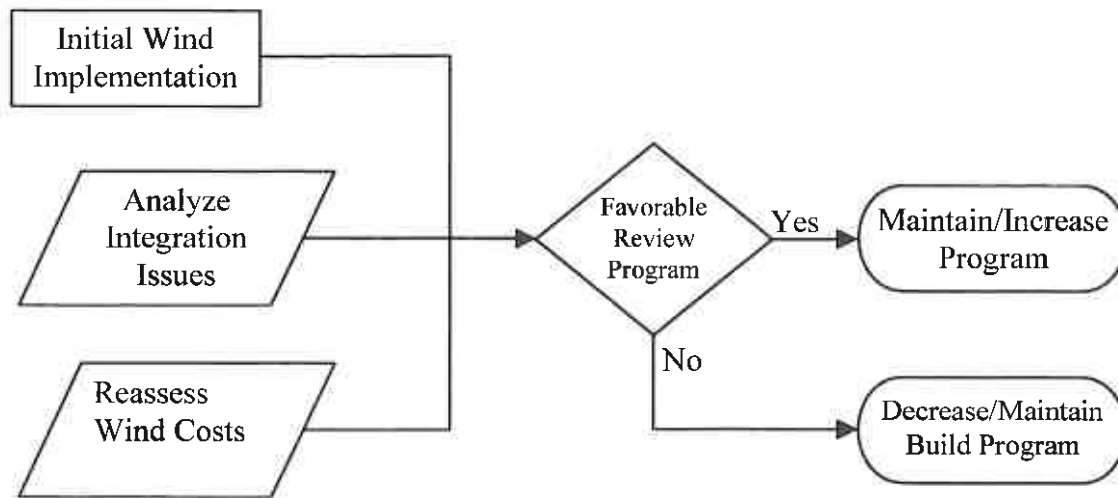 Initial Wind
Implementation
Analyze
Integration
Issues
Reassess
Wind Costs
Favorable
Review
Program
Yes
No
Maintain/Increase
Program
Decrease/Maintain
Build Program